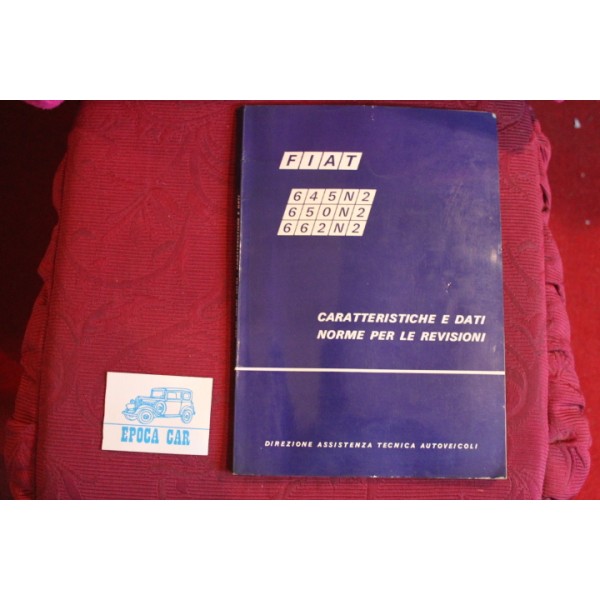 FIAT
645N2
650N2
662N2
CARATTERISTICHE E DATI
NORME PER LE REVISIONI
DIREZIONE ASSISTENZA TECNICA AUTOVEICOLI
EPOCA CAR